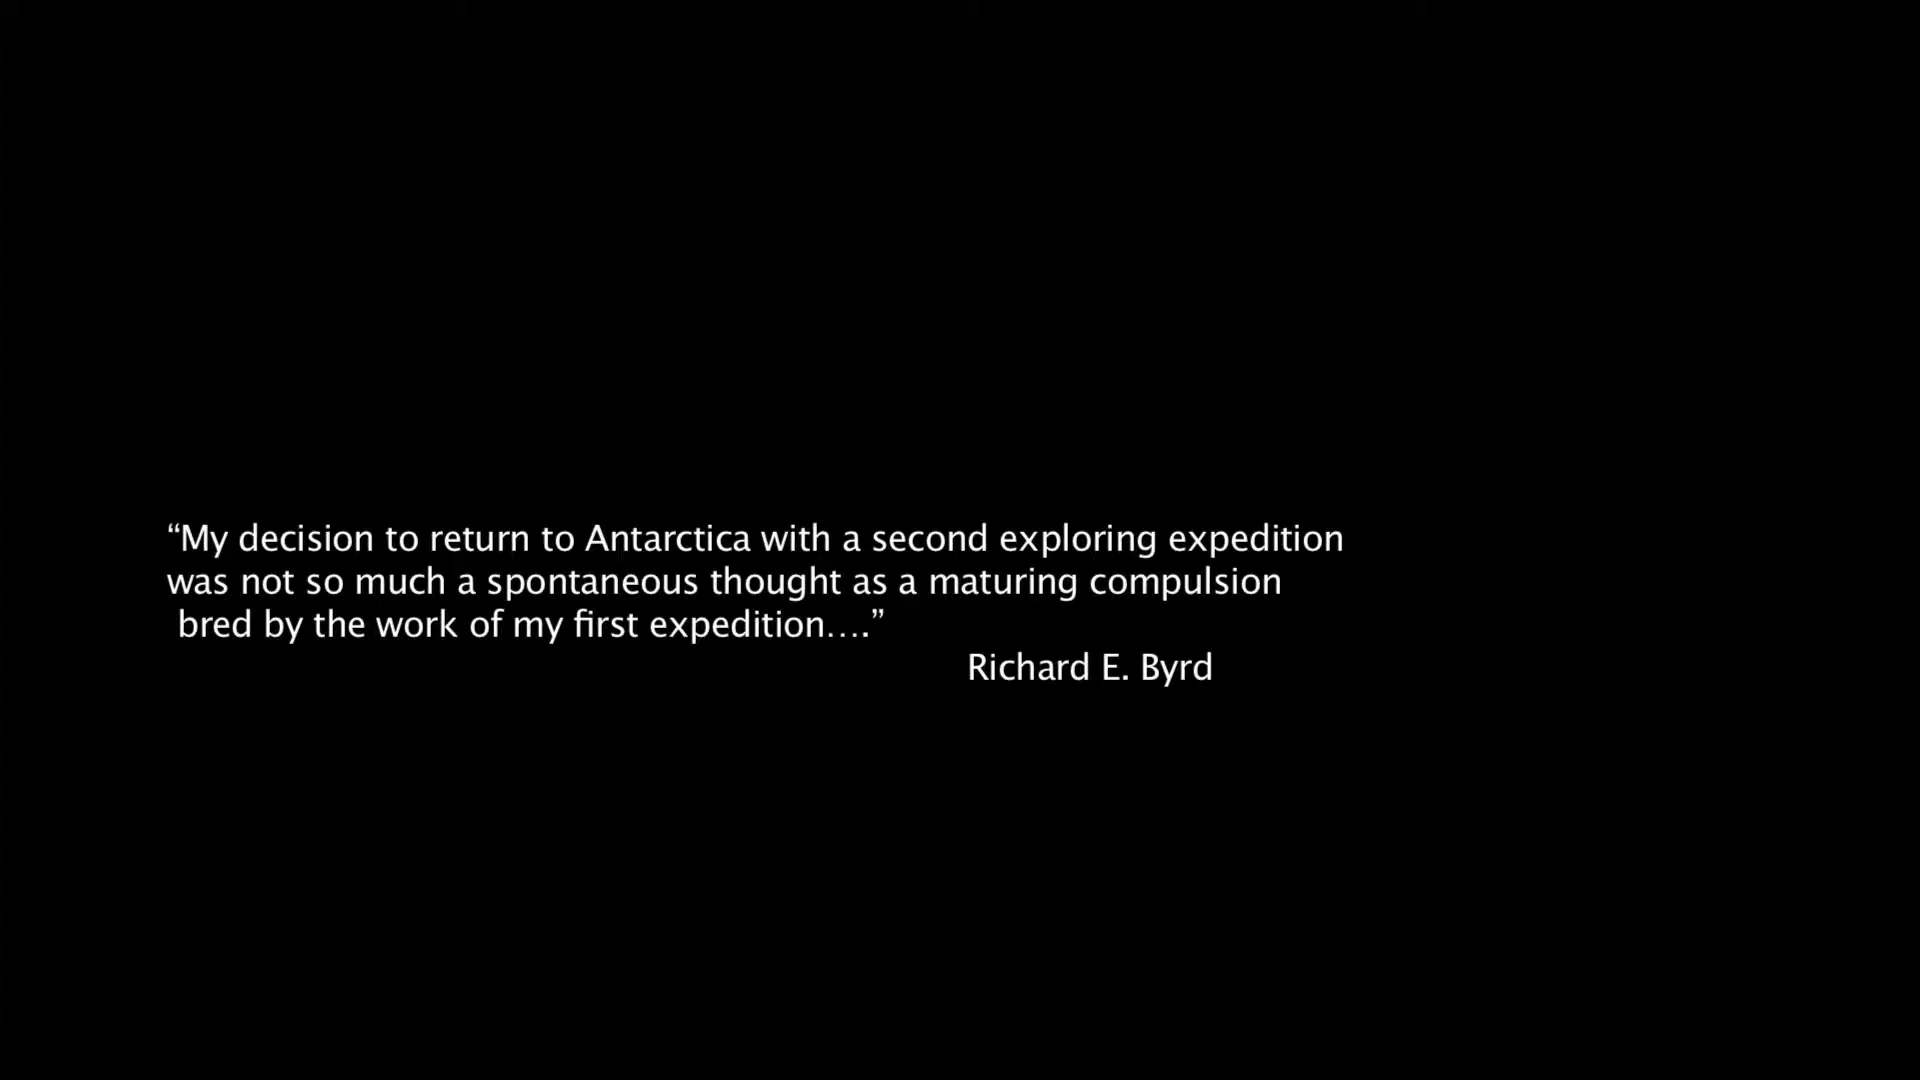 “My decision to return to Antarctica with a second exploring expedition
was not so much a spontaneous thought as a maturing compulsion
bred by the work of my first expedition….”
Richard E. Byrd